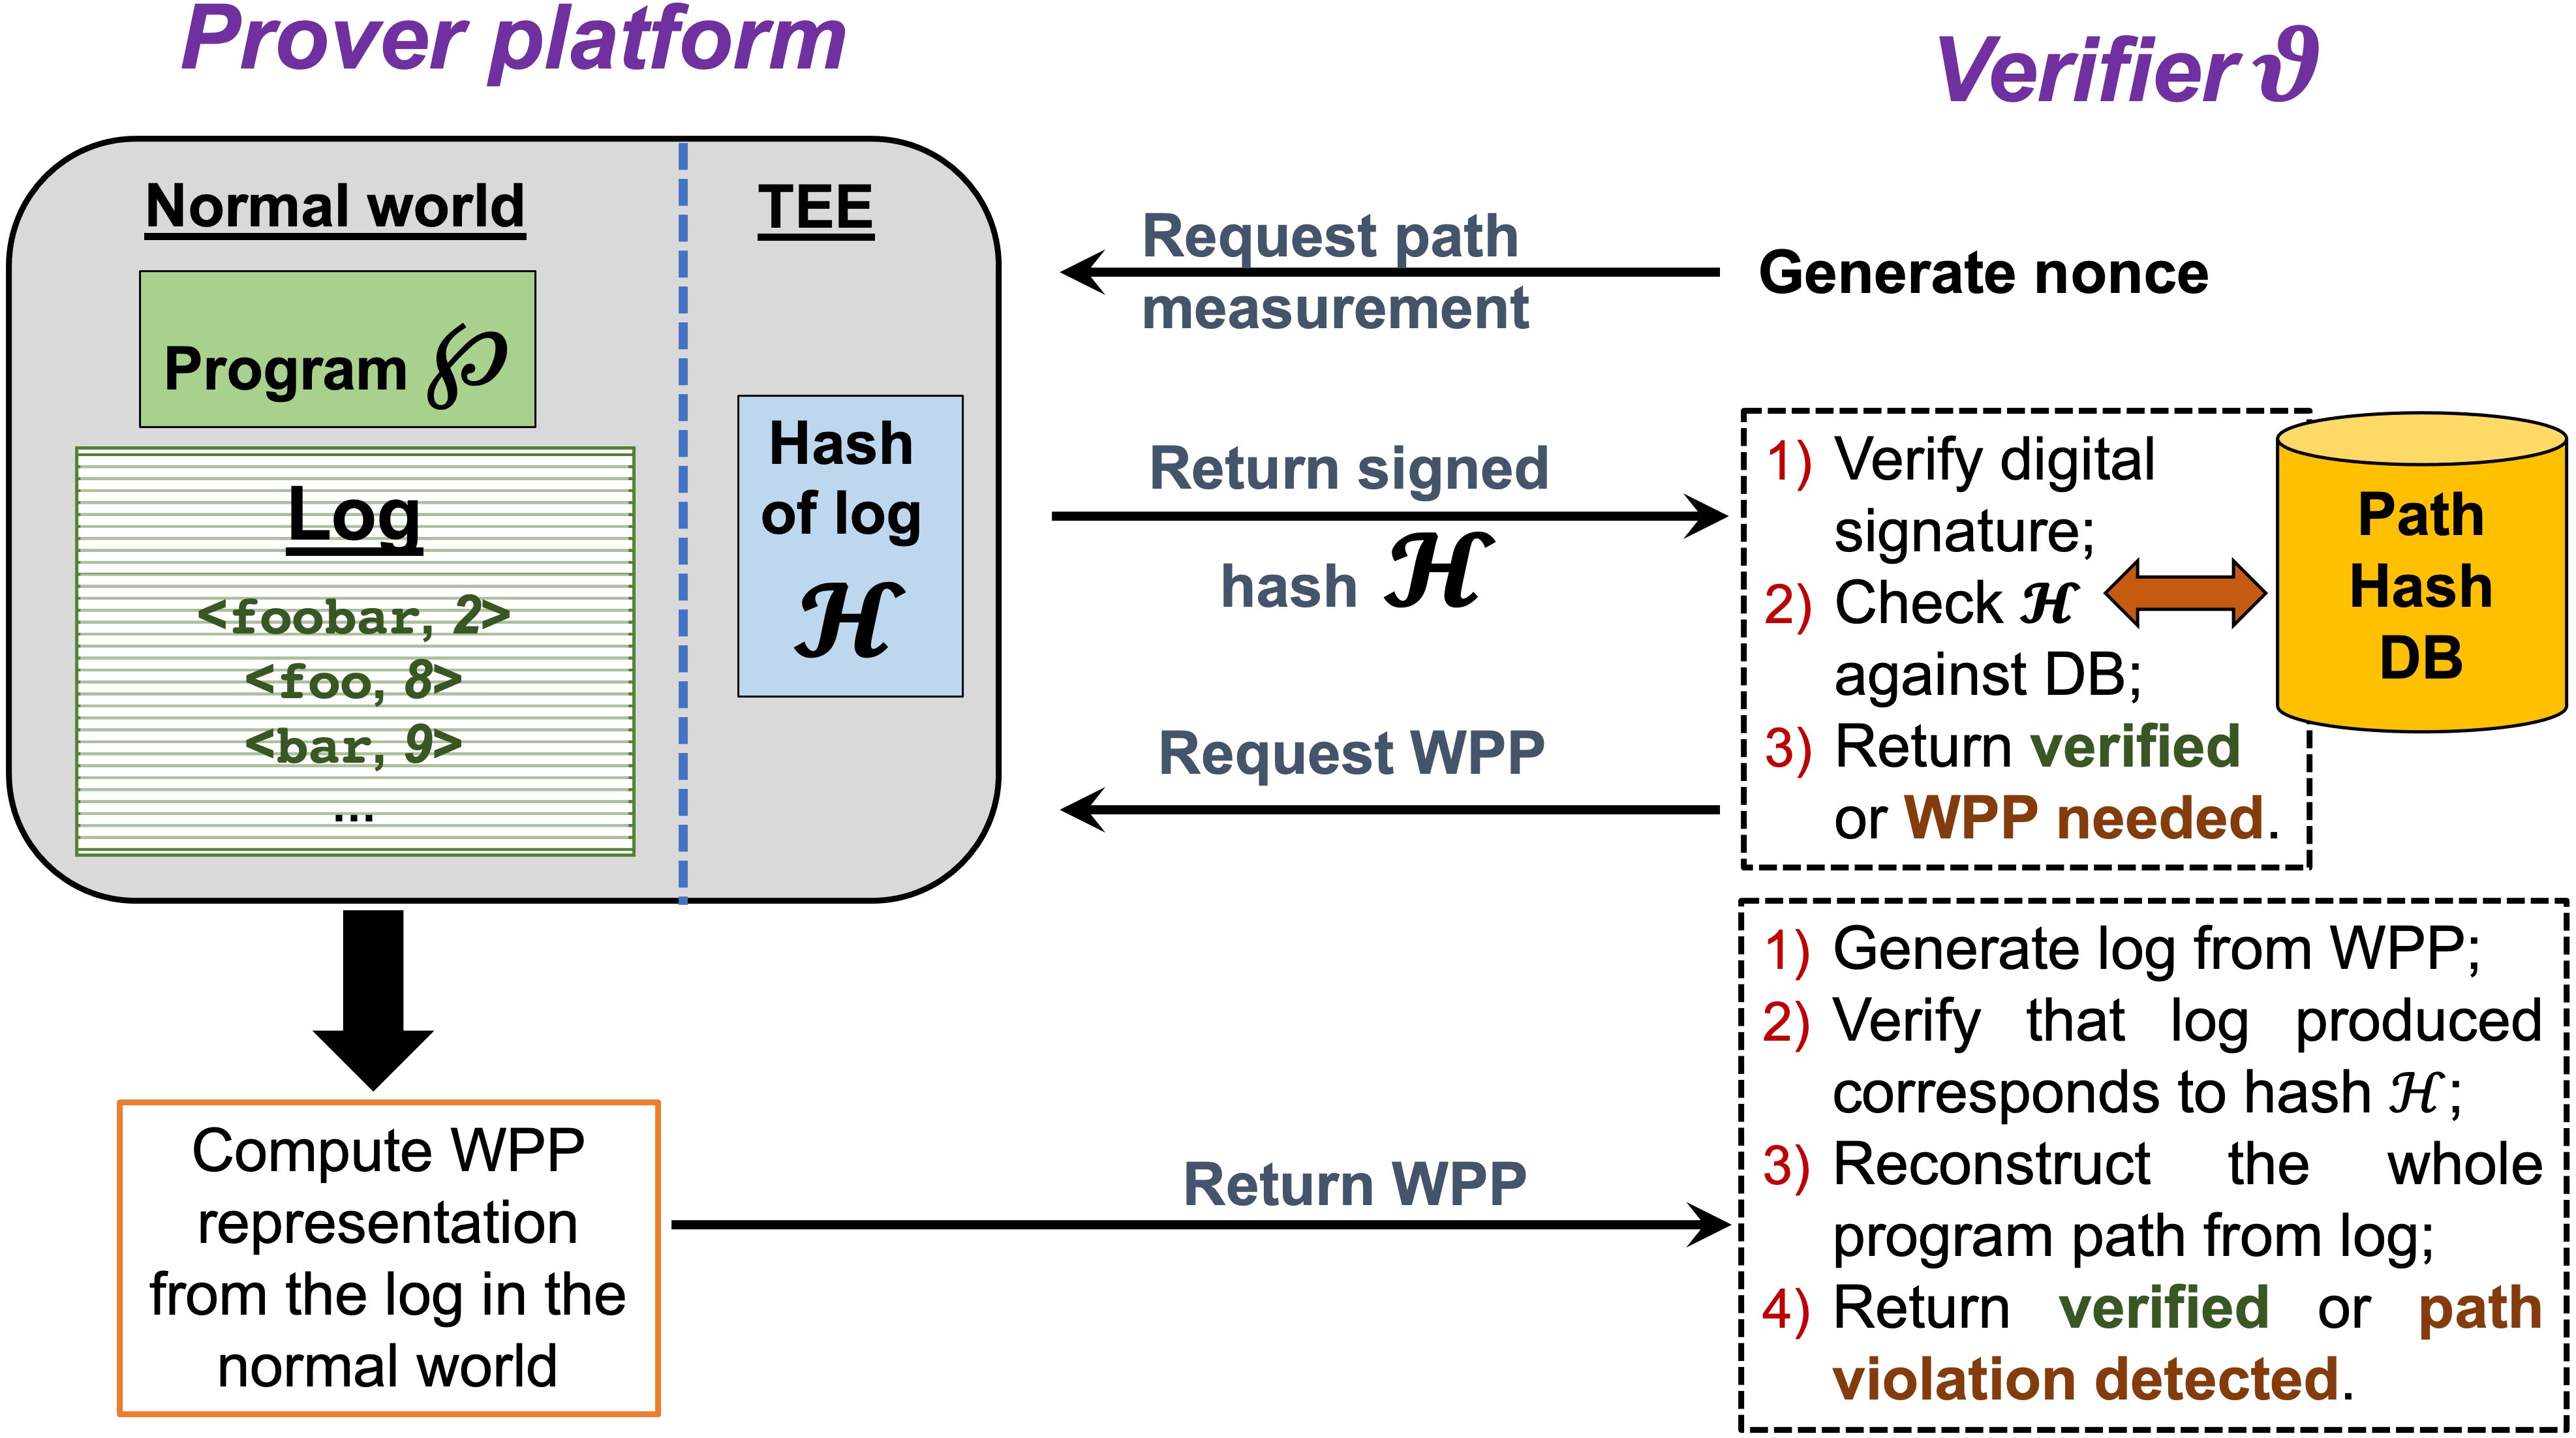 Prover platform
Verifier ϑ
Normal world
TEE
Program ℘
Log
<foobar, 2>
<foo, 8>
<bar, 9>
...
Hash
of log
ℋ
Request path
measurement
Generate nonce
Return signed
hash ℋ
1) Verify digital
signature;
2) Check ℋ
against DB;
3) Return verified
or WPP needed.
Path
Hash
DB
Request WPP
Compute WPP
representation
from the log in the
normal world
Return WPP
1) Generate log from WPP;
2) Verify that log produced
corresponds to hash ℋ;
3) Reconstruct the whole
program path from log;
4) Return verified or path
violation detected.